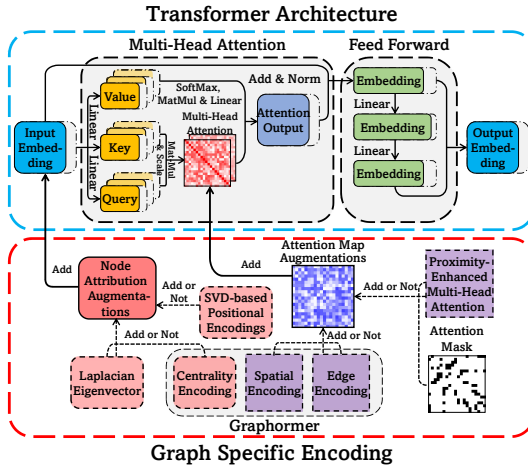 Transformer Architecture
Multi-Head Attention
Feed Forward
Value
SoftMax,
MatMul & Linear
Multi-Head
Attention
Add & Norm
Embedding
Linear
Linear
Linear
Input
Embed-
ding
Key
MatMul
& Scale
Attention
Output
Linear
Embedding
Output
Embed-
ding
Linear
Query
Embedding
Add
Node
Attribution
Augmenta-
tions
Add or
Not
SVD-based
Positional
Encodings
Add
Attention Map
Augmentations
Add or Not
Proximity-
Enhanced
Multi-Head
Attention
Attention
Mask
Add or Not
Add or Not
Laplacian
Eigenvector
Centrality
Encoding
Spatial
Encoding
Edge
Encoding
Graphormer
Graph Specific Encoding